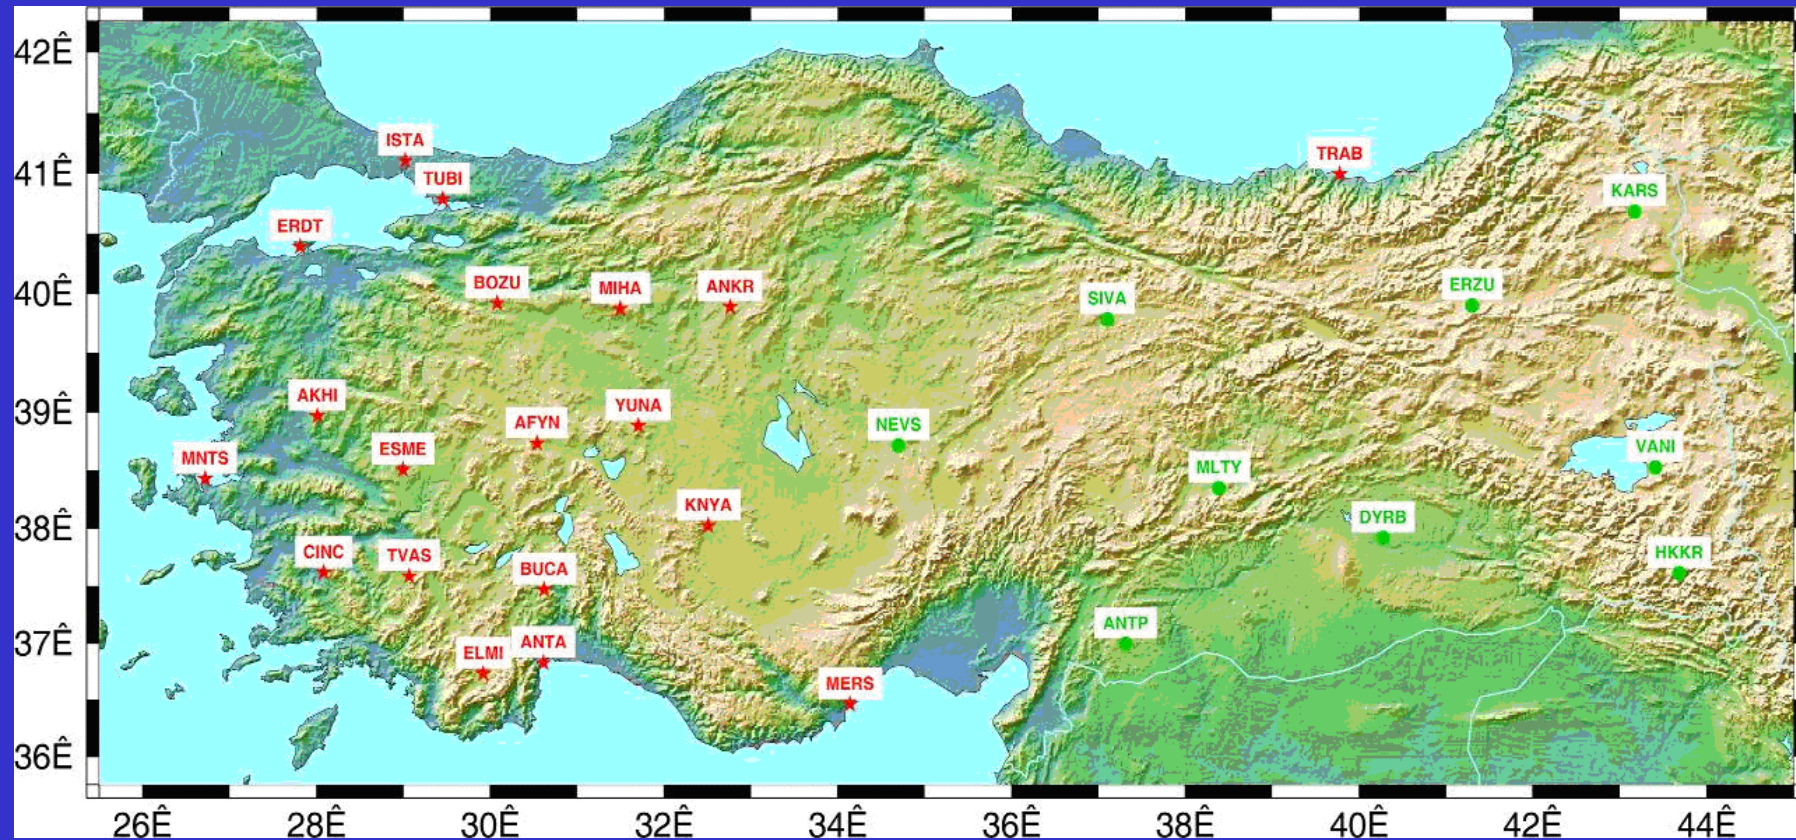 42Ê
ISTA
TRAB
41Ê
TUBI
KARS
ERDT
BOZU
MIHA
ANKR
SIVA
ERZU
40Ê
AKHI
YUNA
39Ê
AFYN
NEVS
ESME
MNTS
MLTY
VANI
KNYA
DYRB
38Ê
CINC
TVAS
BUCA
HKKR
ANTP
37Ê
ELMI
ANTA
MERS
36Ê
26Ê 28Ê 30Ê 32Ê 34Ê 36Ê 38Ê 40Ê 42Ê 44Ê